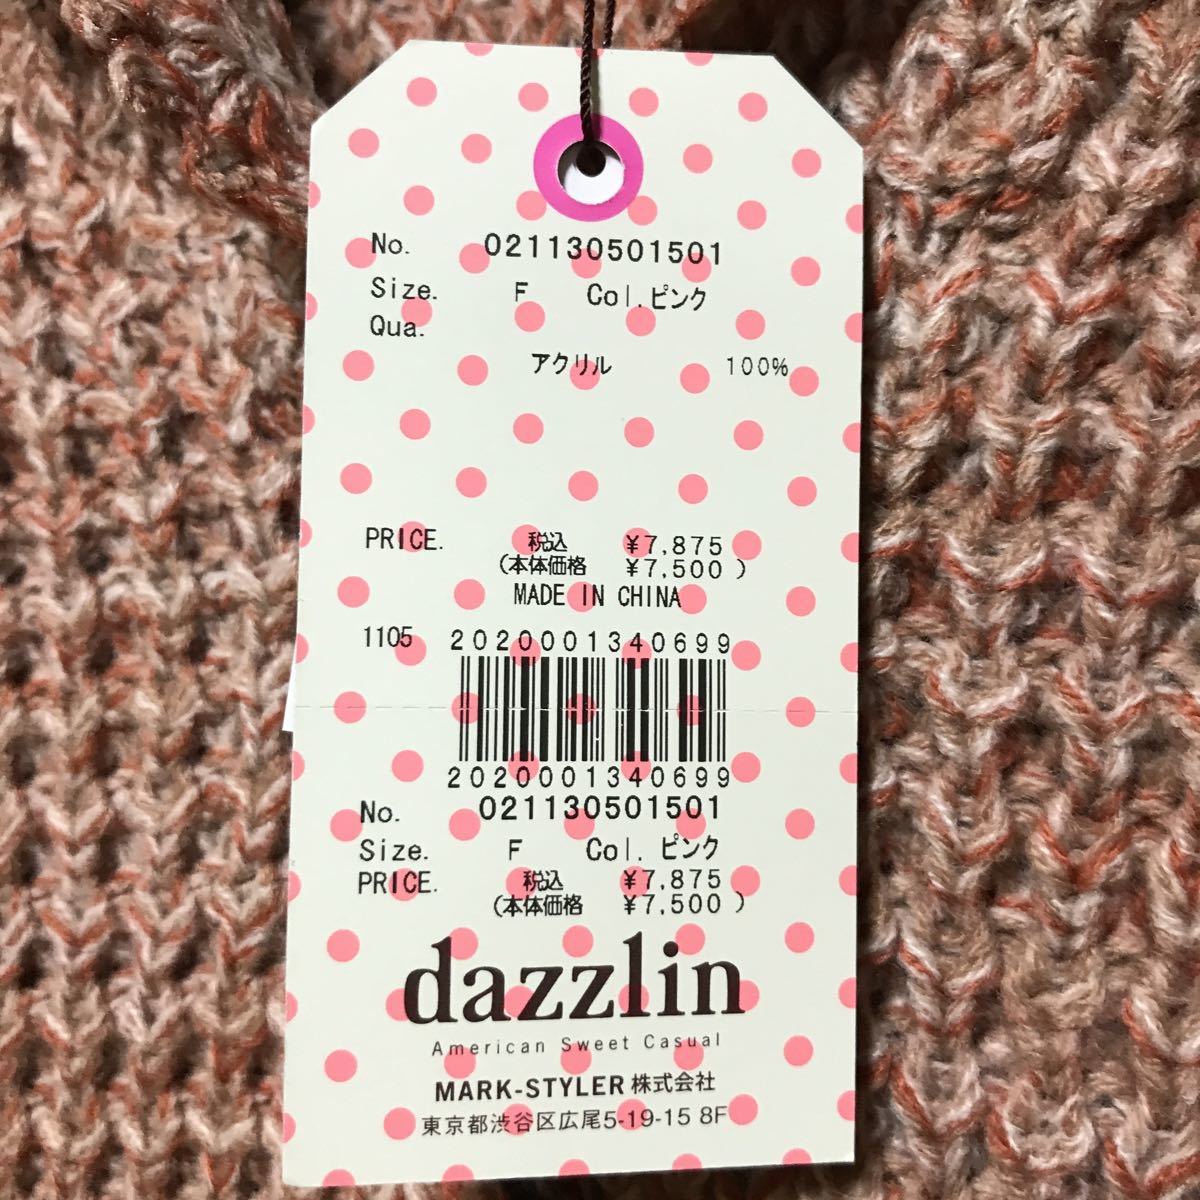 No. 021130501501
Size. F Col.ピンク
Qua.
アクリル 100%
PRICE. 税込 ¥7,875
(本体価格 ¥7,500 )
MADE IN CHINA
1105 2020001340699
2020001340699
No. 021130501501
Size. F Col.ピンク
PRICE. 税込 ¥7,875
(本体価格 ¥7,500 )
dazzlin
American Sweet Casual
MARK-STYLER 株式会社
東京都渋谷区広尾5-19-15 8F